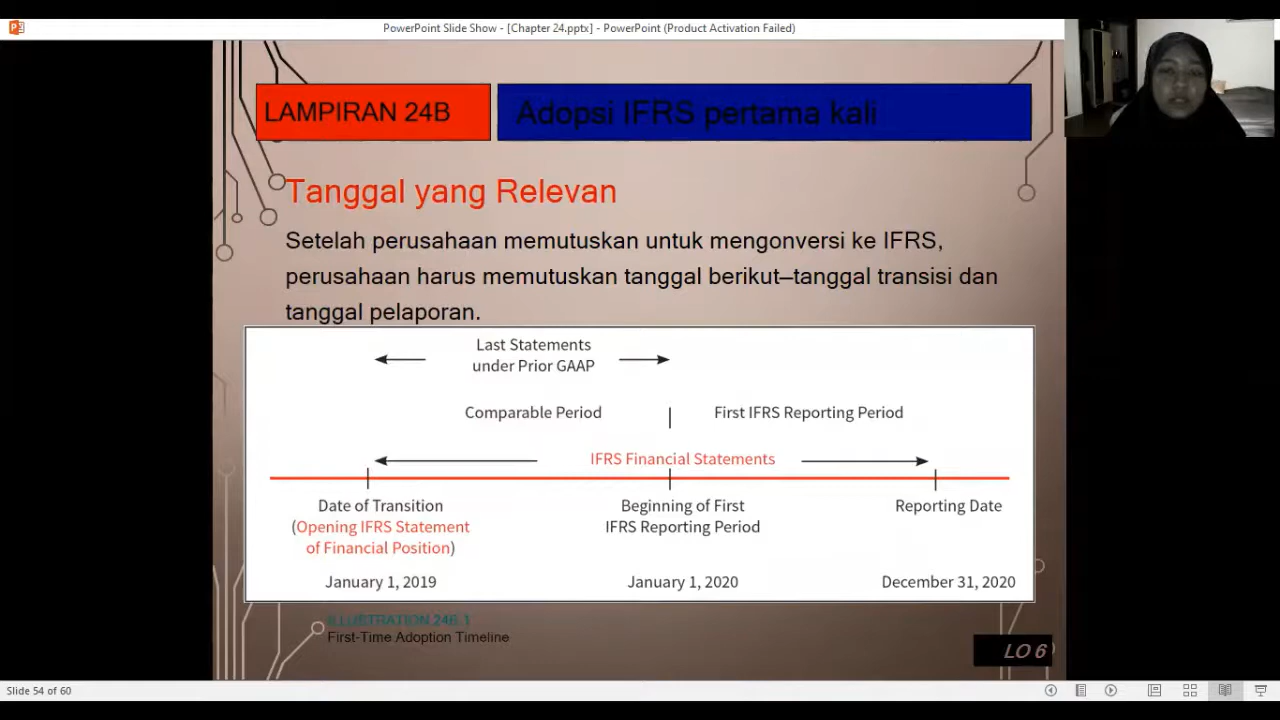 PowerPoint Slide Show - [Chapter 24.pptx] - PowerPoint (Product Activation Failed)
LAMPIRAN 24B
Adopsi IFRS pertama kali
Tanggal yang Relevan
Setelah perusahaan memutuskan untuk mengonversi ke IFRS,
perusahaan harus memutuskan tanggal berikut–tanggal transisi dan
tanggal pelaporan.
Last Statements
under Prior GAAP
Comparable Period
First IFRS Reporting Period
IFRS Financial Statements
Date of Transition
(Opening IFRS Statement
of Financial Position)
Beginning of First
IFRS Reporting Period
Reporting Date
January 1, 2019
January 1, 2020
December 31, 2020
ILLUSTRATION 24B.1
First-Time Adoption Timeline
LO 6
Slide 54 of 60